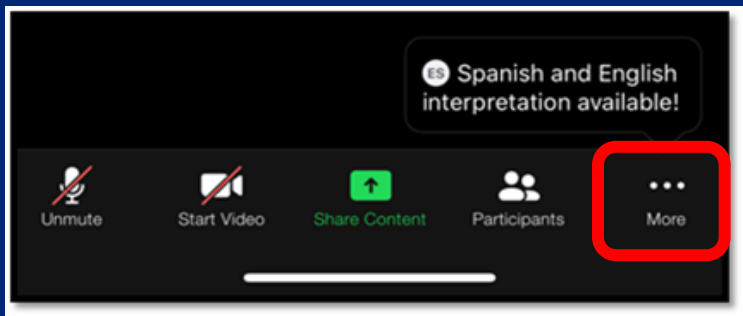 ES Spanish and English
interpretation available!
Unmute
Start Video
Share Content
Participants
More